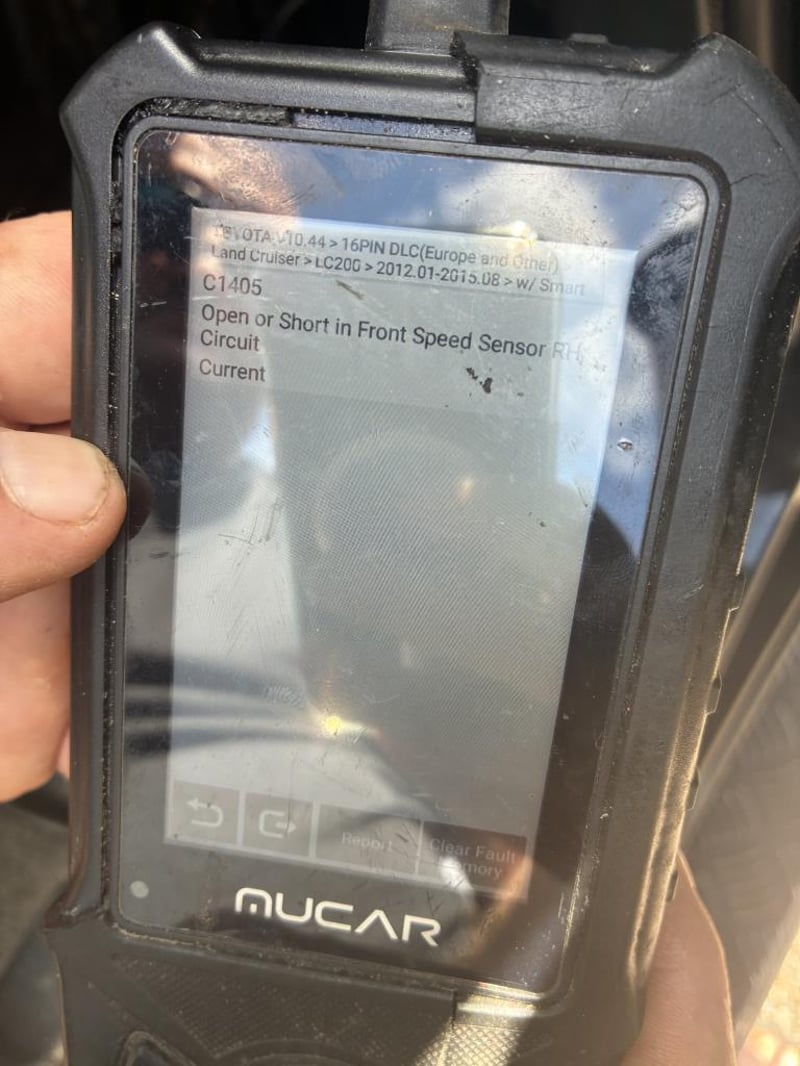 TOYOTA V10.44 > 16PIN DLC(Europe and Other)
Land Cruiser > LC200 > 2012.01-2015.08 > w/ Smart
C1405
Open or Short in Front Speed Sensor RH
Circuit
Current
Report
Clear Fault
Memory
MUCAR